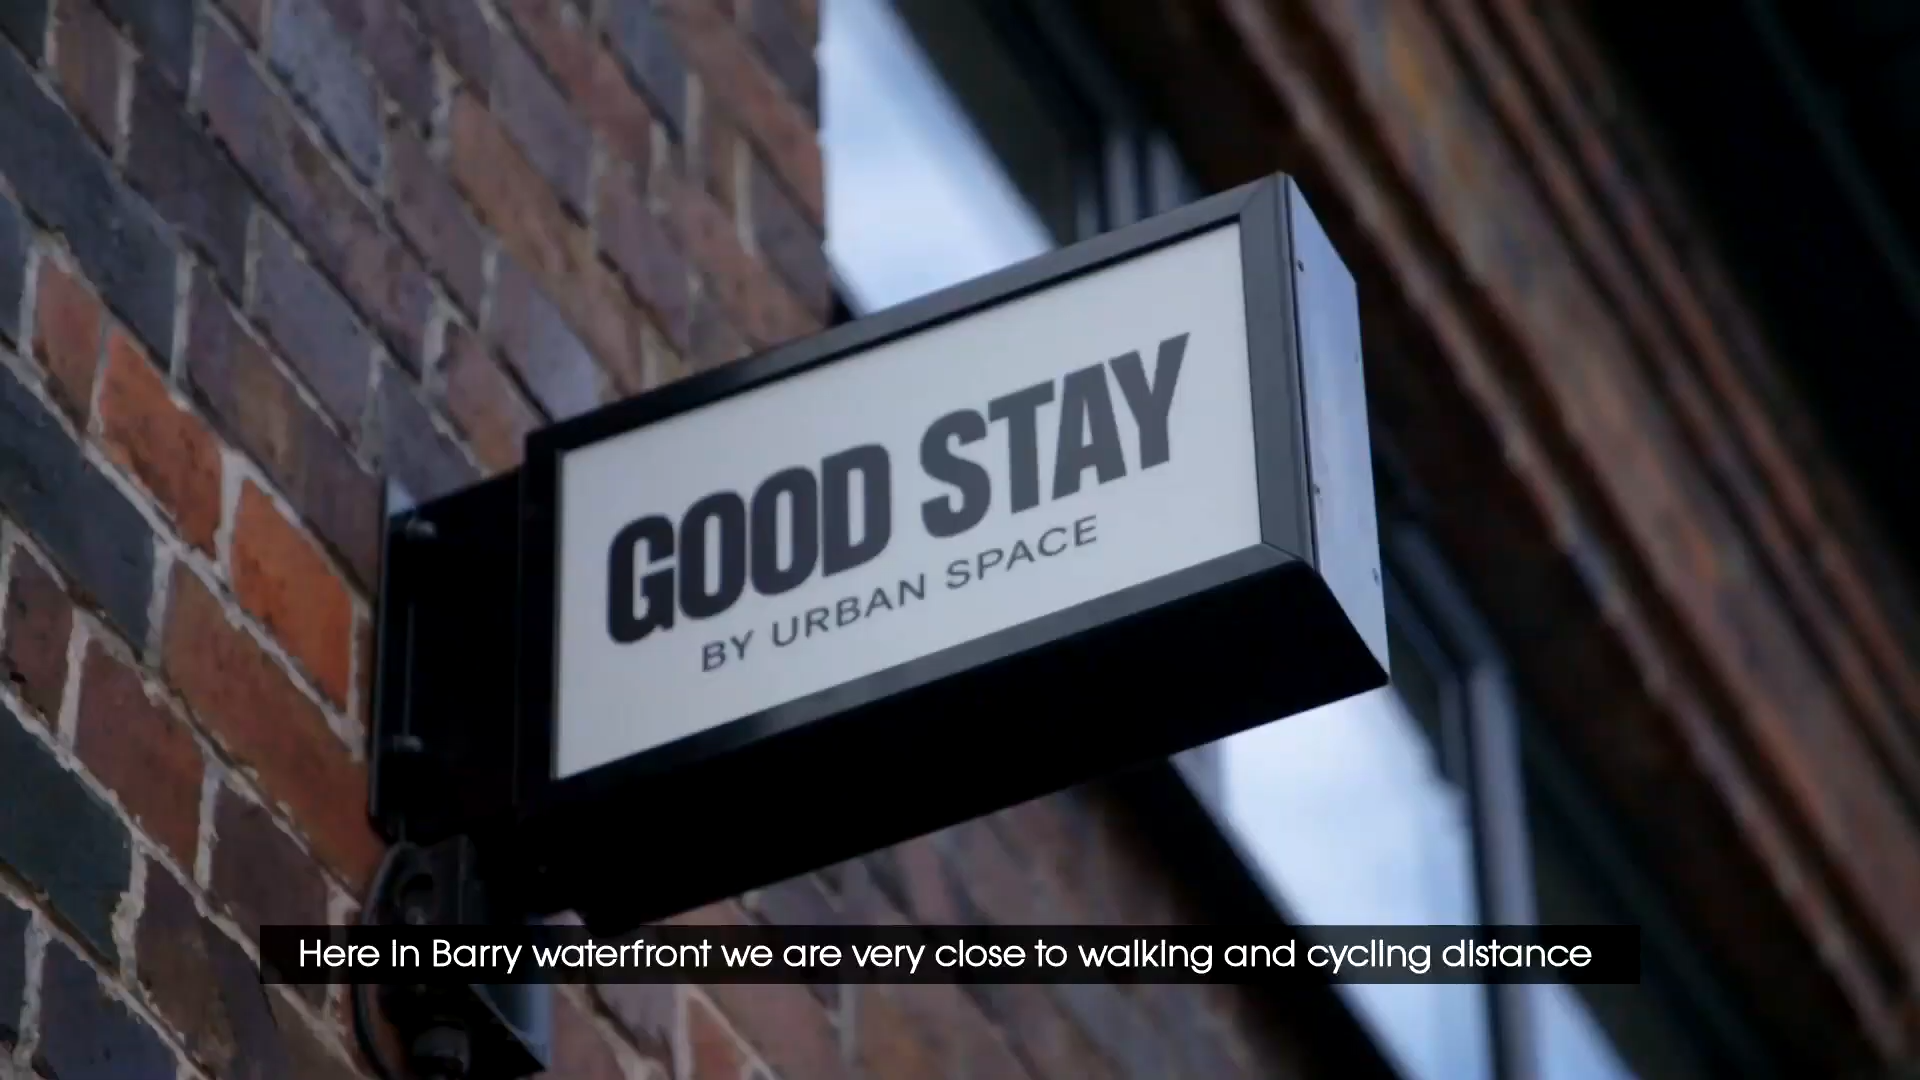 GOOD STAY
BY URBAN SPACE
Here in Barry waterfront we are very close to walking and cycling distance